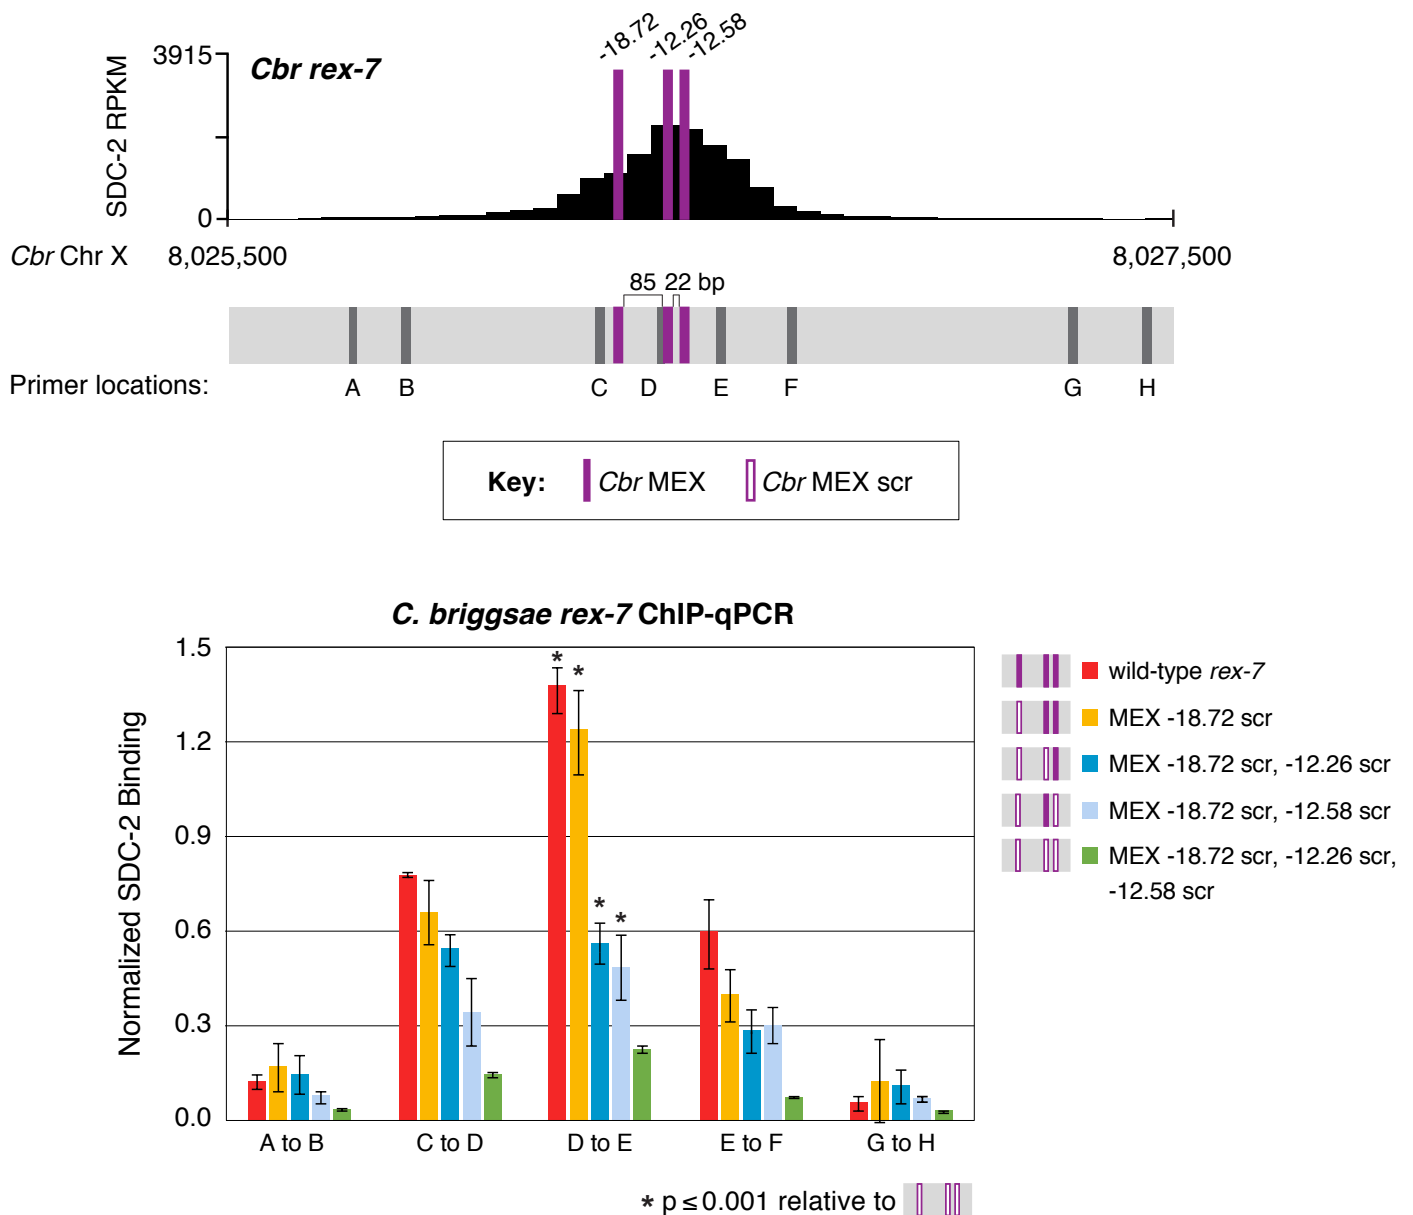 -18.72 -12.26 -12.58
3915
Cbr rex-7
SDC-2 RPKM
0
Cbr Chr X 8,025,500 8,027,500
85 22 bp
Primer locations: A B C D E F G H
Key: Cbr MEX Cbr MEX scr
C. briggsae rex-7 ChIP-qPCR
Normalized SDC-2 Binding
1.5
1.2
0.9
0.6
0.3
0.0
* *
* *
A to B C to D D to E E to F G to H
wild-type rex-7
MEX -18.72 scr
MEX -18.72 scr, -12.26 scr
MEX -18.72 scr, -12.58 scr
MEX -18.72 scr, -12.26 scr,
-12.58 scr
* p ≤ 0.001 relative to